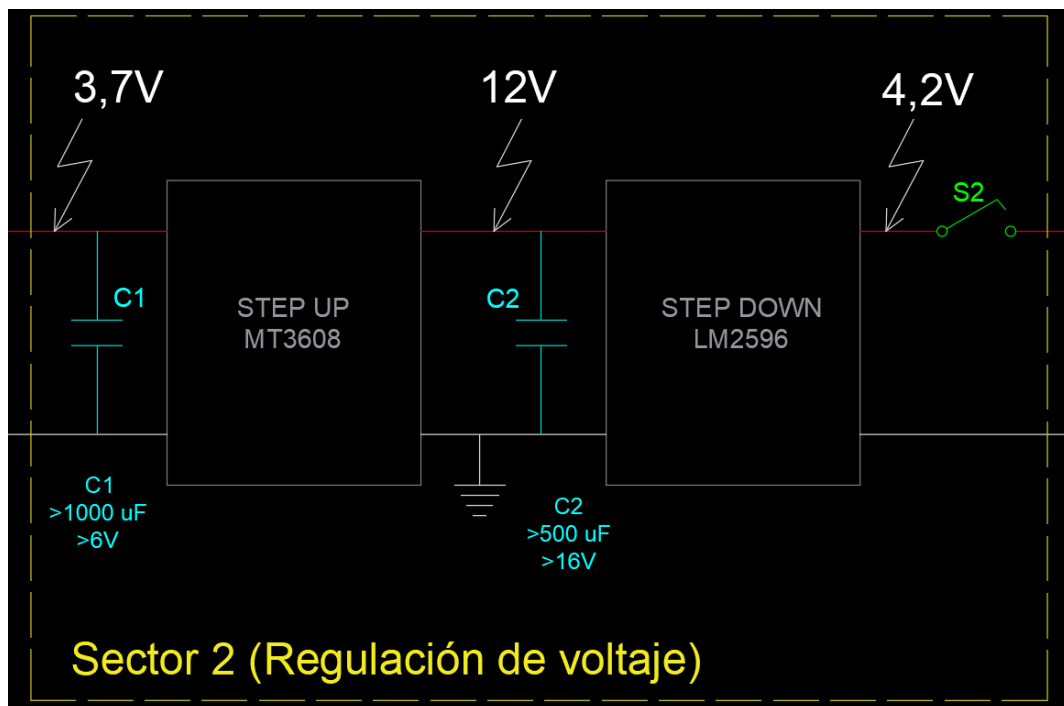 3,7V
12V
4,2V
S2
C1
C2
STEP UP
MT3608
STEP DOWN
LM2596
C1
>1000 uF
>6V
C2
>500 uF
>16V
Sector 2 (Regulación de voltaje)